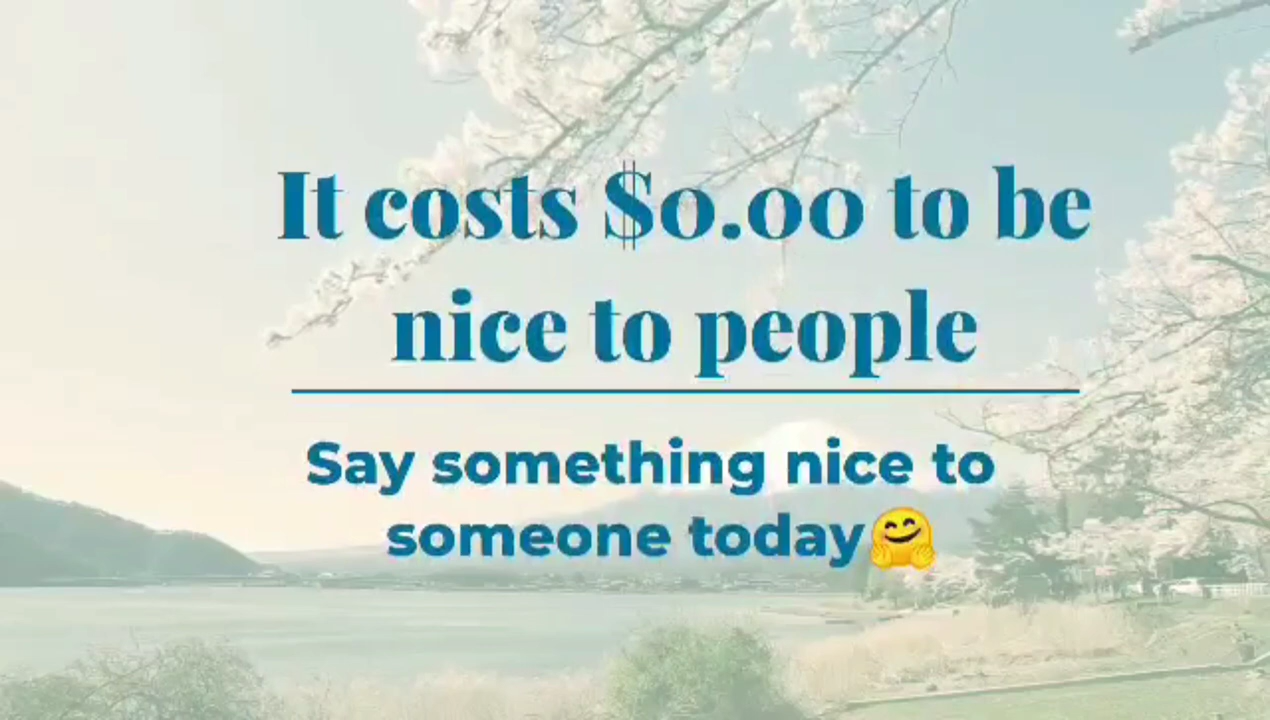 It costs $0.00 to be
nice to people
Say something nice to
someone today🤗